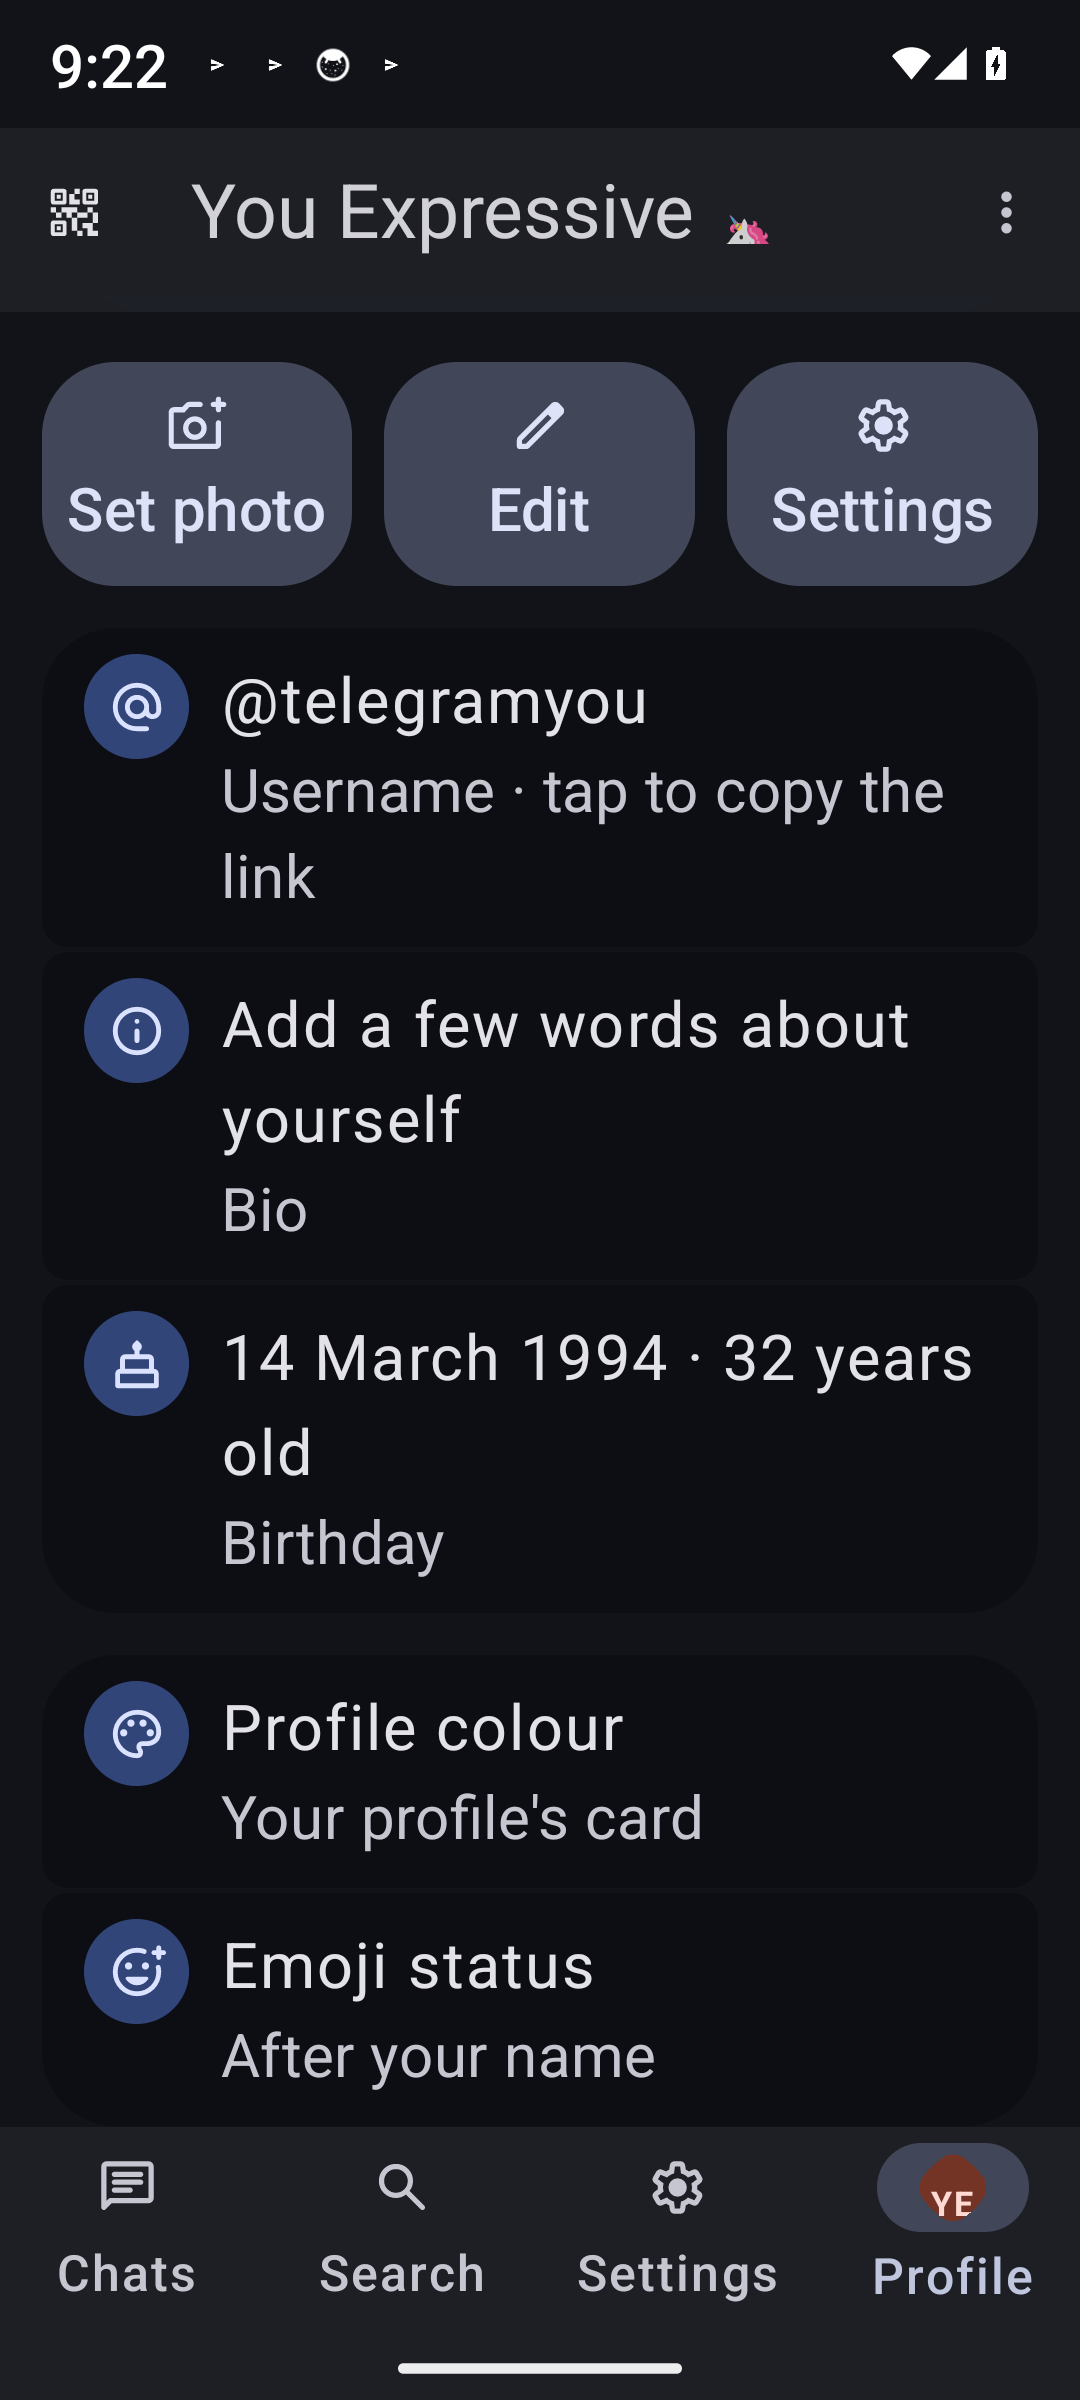 9:22
You Expressive 🦄
Set photo
Edit
Settings
@telegramyou
Username · tap to copy the
link
Add a few words about
yourself
Bio
14 March 1994 · 32 years
old
Birthday
Profile colour
Your profile's card
Emoji status
After your name
YE
Chats
Search
Settings
Profile